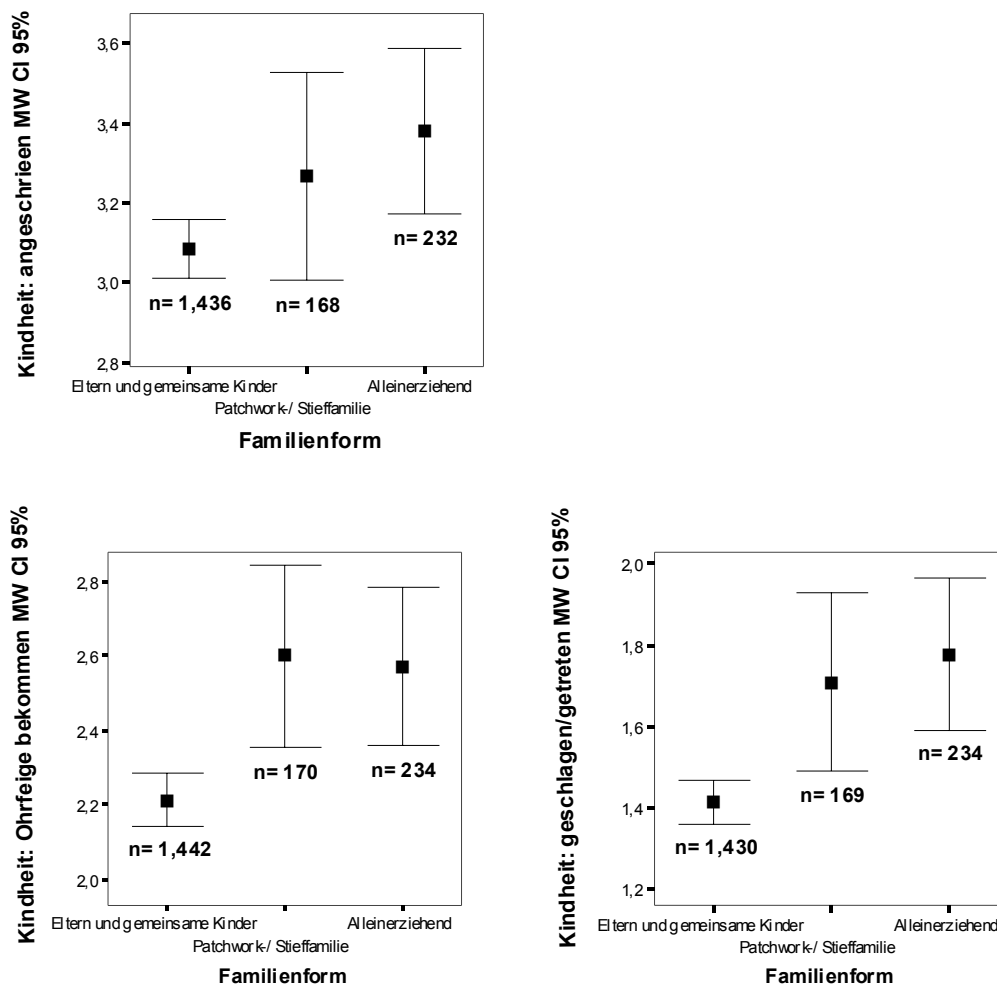 Kindheit: angeschrieen MW CI 95%
3,6
3,4
3,2
3,0
2,8
n= 1,436
n= 168
n= 232
Eltern und gemeinsame Kinder
Patchwork-/ Stieffamilie
Alleinerziehend
Familienform
Kindheit: Ohrfeige bekommen MW CI 95%
2,8
2,6
2,4
2,2
2,0
n= 1,442
n= 170
n= 234
Eltern und gemeinsame Kinder
Patchwork-/ Stieffamilie
Alleinerziehend
Familienform
Kindheit: geschlagen/getreten MW CI 95%
2,0
1,8
1,6
1,4
1,2
n= 1,430
n= 169
n= 234
Eltern und gemeinsame Kinder
Patchwork-/ Stieffamilie
Alleinerziehend
Familienform